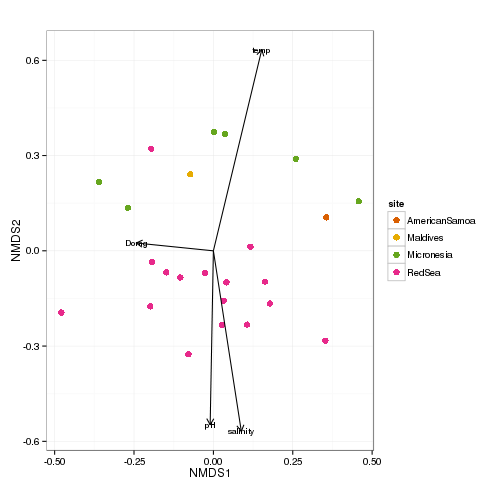 temp
0.6
0.3
0.0
-0.3
-0.6
NMDS2
pH
salinity
-0.50
-0.25
0.00
0.25
0.50
NMDS1
site
AmericanSamoa
Maldives
Micronesia
RedSea